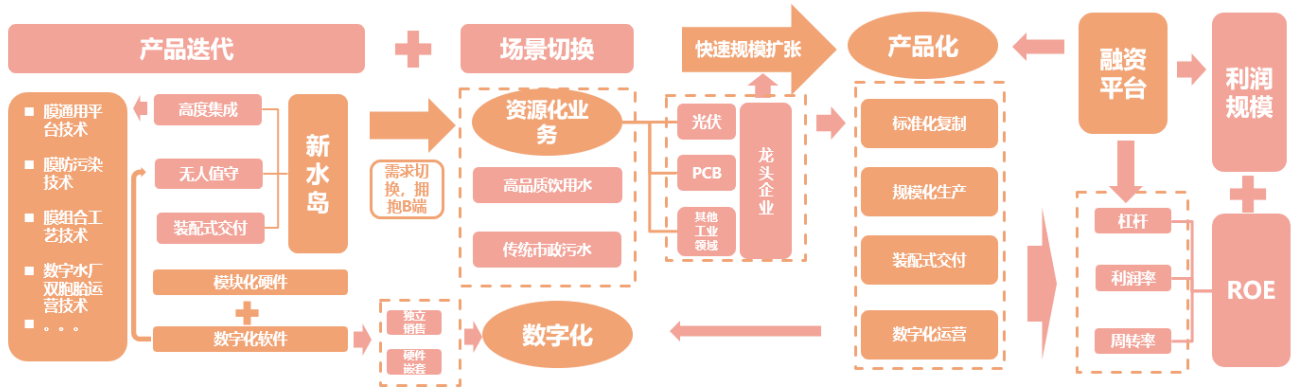 产品迭代
场景切换
快速规模扩张
产品化
融资
平台
利润
规模
膜通用平
台技术
膜防污染
技术
膜组合工
艺技术
数字水厂
双胞胎运
营技术
。。。
高度集成
无人值守
装配式交付
新
水
岛
模块化硬件
数字化软件
需求切
换，拥
抱B端
资源化业
务
高品质饮用水
传统市政污水
光伏
PCB
其他
工业
领域
龙
头
企
业
独立
销售
硬件
嵌套
数字化
标准化复制
规模化生产
装配式交付
数字化运营
杠杆
利润率
周转率
ROE